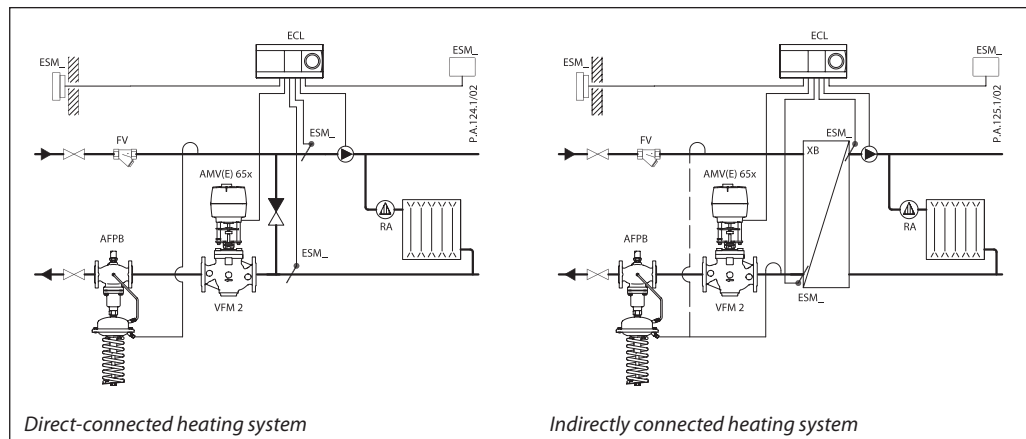 ECL
ESM_
ESM_
P.A.124.1/02
FV
ESM_
AMV(E) 65x
RA
AFPB
ESM_
VFM 2
Direct-connected heating system
ECL
ESM_
ESM_
P.A.125.1/02
FV
ESM_
XB
AMV(E) 65x
RA
AFPB
ESM_
VFM 2
Indirectly connected heating system